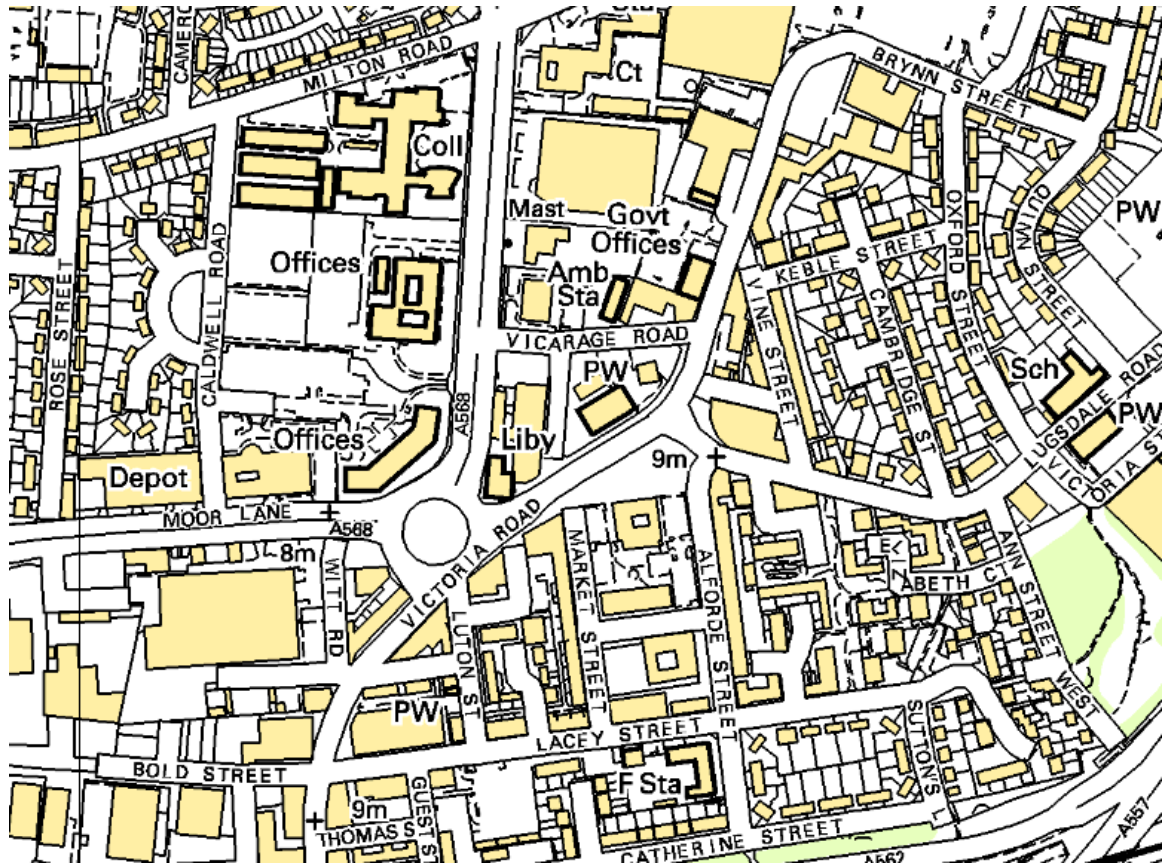 Ct
BRYNN STREET
MILTON ROAD
Coll
Mast
Govt
Offices
Offices
Amb
Sta
PW
QUINN STREET
OXFORD STREET
KEBLE STREET
CAMBRIDGE ST
VINE STREET
CALDWELL ROAD
ROSE STREET
VICARAGE ROAD
PW
Sch
LUGSDALE ROAD
PW
A568
Offices
Liby
Depot
9m
VICTORIA ROAD
MOOR LANE
A568
8m
WITT RD
VICTORIA ROAD
MARKET STREET
ALFORDE STREET
ELIZABETH CT
ANN STREET WEST
LUTON ST
PW
LACEY STREET
SUTTON'S L
BOLD STREET
F Sta
9m
GUEST ST
THOMAS S
CATHERINE STREET
A562
A557